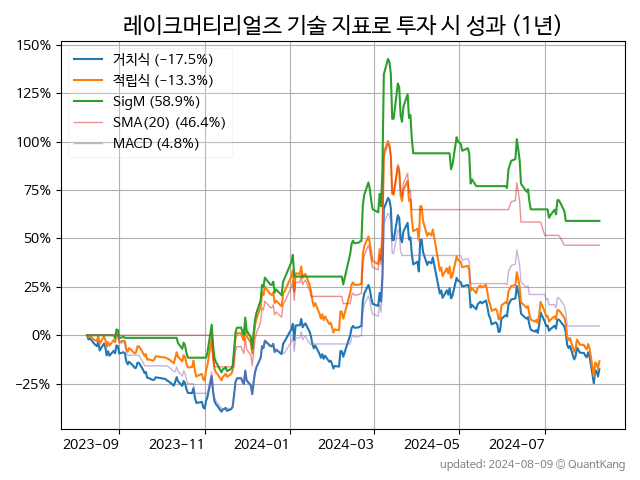 레이크머티리얼즈 기술 지표로 투자 시 성과 (1년)
150%
125%
100%
75%
50%
25%
0%
−25%
거치식 (-17.5%)
적립식 (-13.3%)
SigM (58.9%)
SMA(20) (46.4%)
MACD (4.8%)
2023-09
2023-11
2024-01
2024-03
2024-05
2024-07
updated: 2024-08-09 © QuantKang